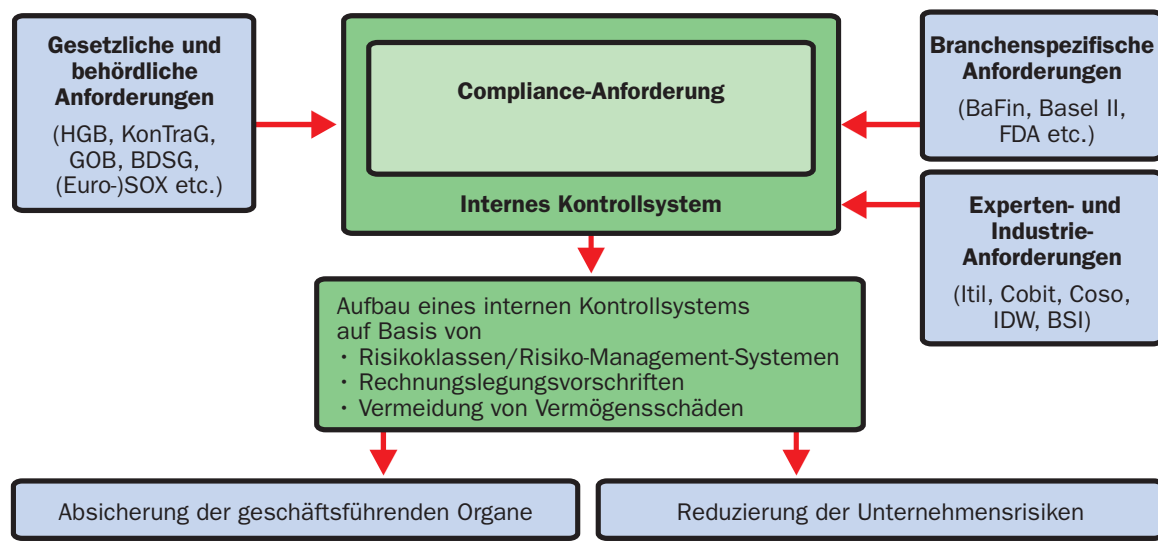 Gesetzliche und
behördliche
Anforderungen
(HGB, KonTraG,
GOB, BDSG,
(Euro-)SOX etc.)
Compliance-Anforderung
Internes Kontrollsystem
Branchenspezifische
Anforderungen
(BaFin, Basel II,
FDA etc.)
Experten- und
Industrie-
Anforderungen
(Itil, Cobit, Coso,
IDW, BSI)
Aufbau eines internen Kontrollsystems
auf Basis von
· Risikoklassen/Risiko-Management-Systemen
· Rechnungslegungsvorschriften
· Vermeidung von Vermögensschäden
Absicherung der geschäftsführenden Organe
Reduzierung der Unternehmensrisiken